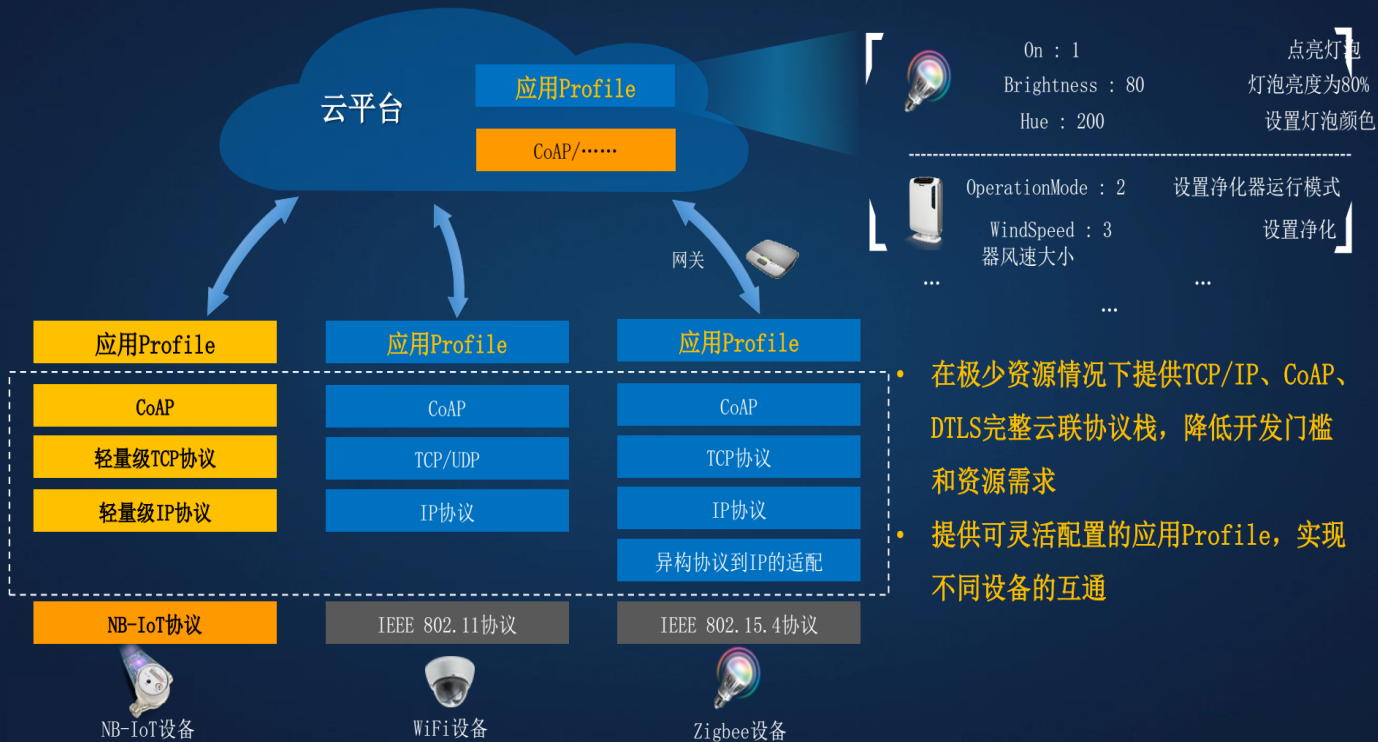 云平台
应用Profile
CoAP/……
On : 1 点亮灯泡
Brightness : 80 灯泡亮度为80%
Hue : 200 设置灯泡颜色
OperationMode : 2 设置净化器运行模式
WindSpeed : 3 设置净化
器风速大小
… …
…
网关
应用Profile
CoAP
轻量级TCP协议
轻量级IP协议
NB-IoT协议
NB-IoT设备
应用Profile
CoAP
TCP/UDP
IP协议
IEEE 802.11协议
WiFi设备
应用Profile
CoAP
TCP协议
IP协议
异构协议到IP的适配
IEEE 802.15.4协议
Zigbee设备
• 在极少资源情况下提供TCP/IP、CoAP、
DTLS完整云联协议栈，降低开发门槛
和资源需求
• 提供可灵活配置的应用Profile，实现
不同设备的互通